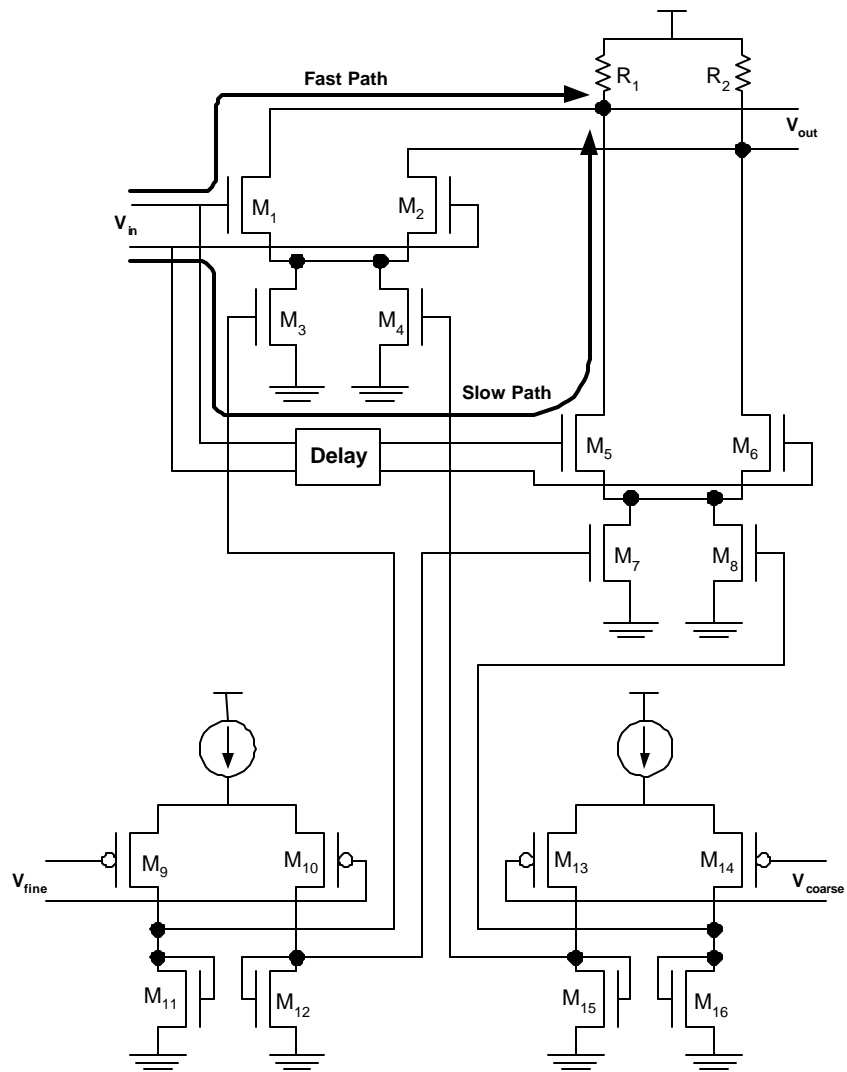 R1
R2
Fast Path
Vout
M1
M2
Vin
M3
M4
Slow Path
Delay
M5
M6
M7
M8
M9
M10
M13
M14
Vfine
Vcoarse
M11
M12
M15
M16